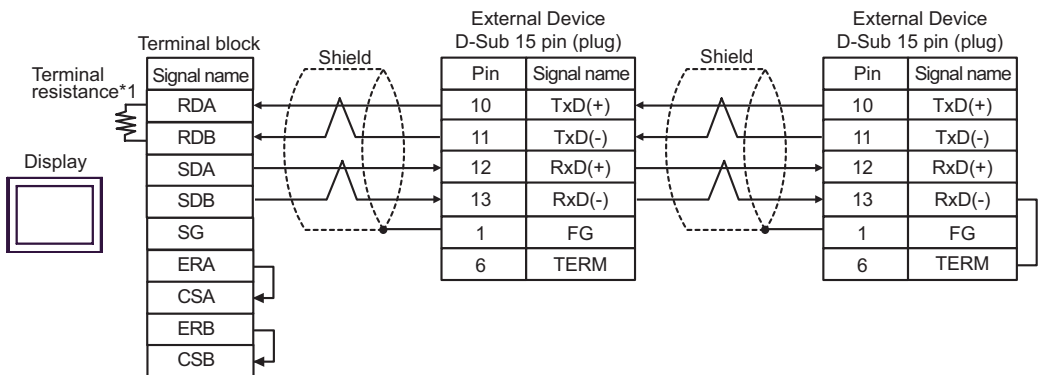 External Device
D-Sub 15 pin (plug)
External Device
D-Sub 15 pin (plug)
Terminal block
Shield
Shield
Terminal
resistance*1
Display
Signal name
RDA
RDB
SDA
SDB
SG
ERA
CSA
ERB
CSB
Pin Signal name
10 TxD(+)
11 TxD(-)
12 RxD(+)
13 RxD(-)
1 FG
6 TERM
Pin Signal name
10 TxD(+)
11 TxD(-)
12 RxD(+)
13 RxD(-)
1 FG
6 TERM